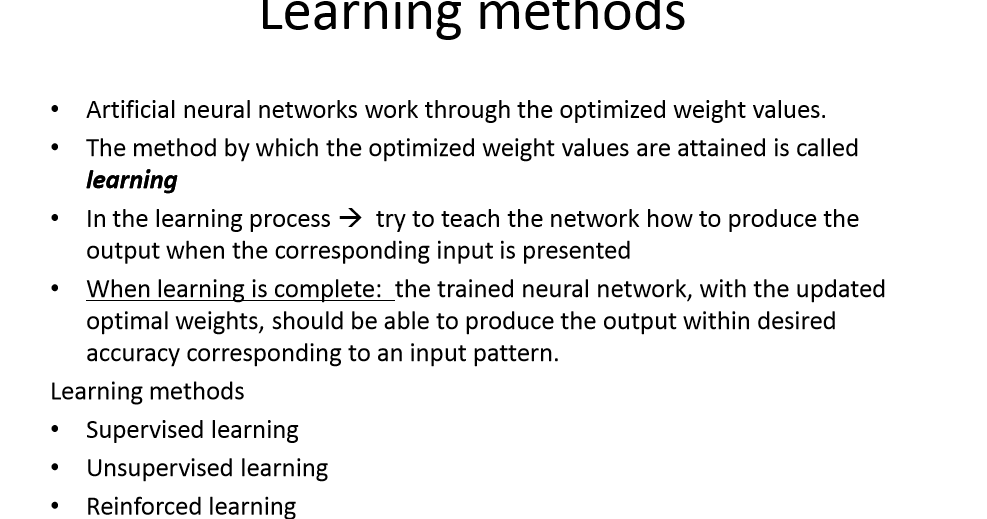 Learning methods
• Artificial neural networks work through the optimized weight values.
• The method by which the optimized weight values are attained is called
learning
• In the learning process → try to teach the network how to produce the
output when the corresponding input is presented
• When learning is complete: the trained neural network, with the updated
optimal weights, should be able to produce the output within desired
accuracy corresponding to an input pattern.
Learning methods
• Supervised learning
• Unsupervised learning
• Reinforced learning